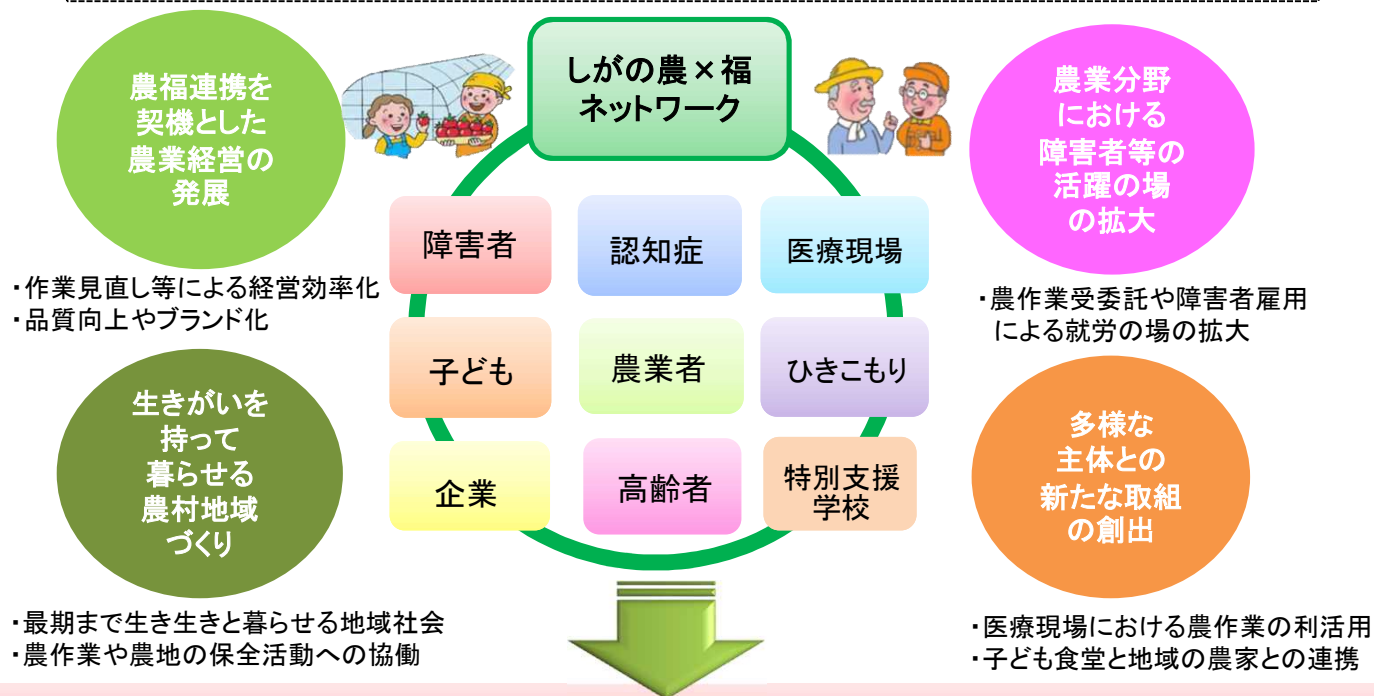 しがの農×福
ネットワーク
農福連携を
契機とした
農業経営の
発展
・作業見直し等による経営効率化
・品質向上やブランド化
農業分野
における
障害者等の
活躍の場
の拡大
・農作業受委託や障害者雇用
による就労の場の拡大
障害者
認知症
医療現場
子ども
農業者
ひきこもり
企業
高齢者
特別支援
学校
生きがいを
持って
暮らせる
農村地域
づくり
・最期まで生き生きと暮らせる地域社会
・農作業や農地の保全活動への協働
多様な
主体との
新たな取組
の創出
・医療現場における農作業の利活用
・子ども食堂と地域の農家との連携